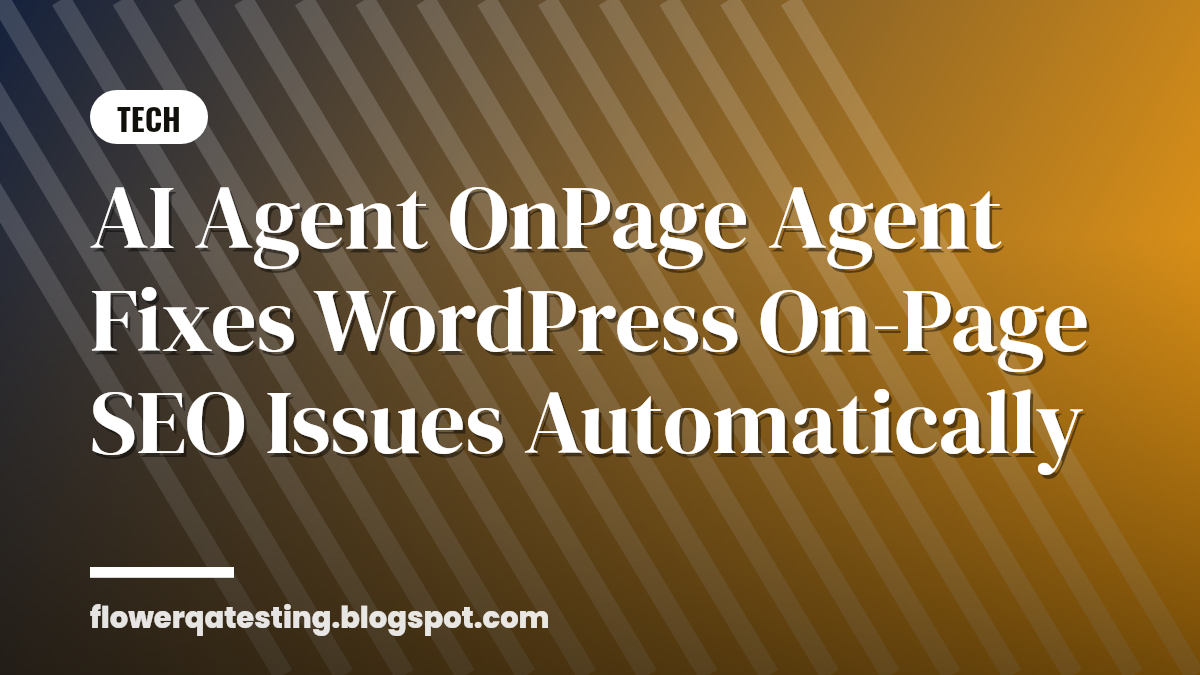 TECH
AI Agent OnPage Agent
Fixes WordPress On-Page
SEO Issues Automatically
flowerqatesting.blogspot.com